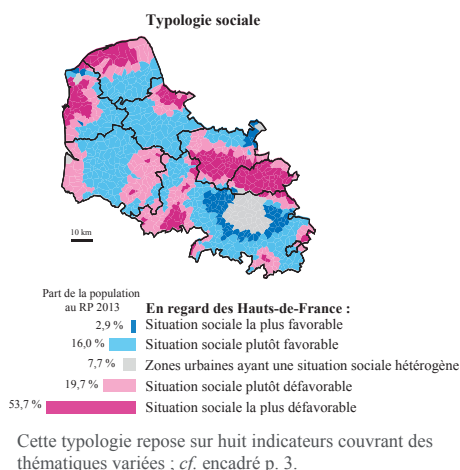 Typologie sociale
10 km
Part de la population
au RP 2013
En regard des Hauts-de-France :
2,9 % Situation sociale la plus favorable
16,0 % Situation sociale plutôt favorable
7,7 % Zones urbaines ayant une situation sociale hétérogène
19,7 % Situation sociale plutôt défavorable
53,7 % Situation sociale la plus défavorable
Cette typologie repose sur huit indicateurs couvrant des
thématiques variées ; cf. encadré p. 3.